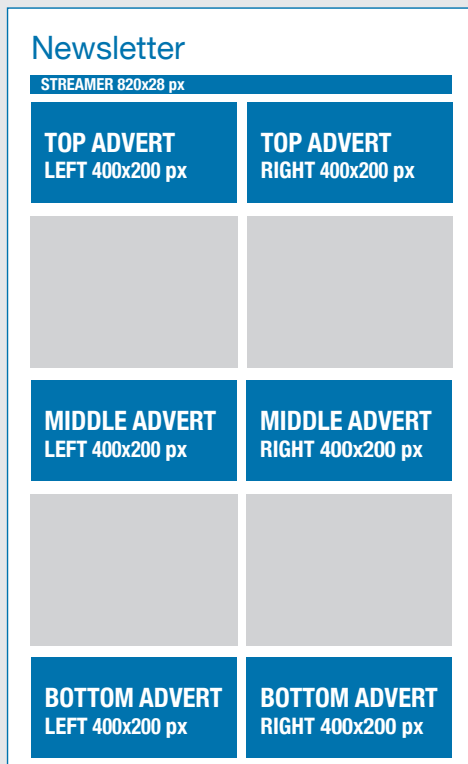 Newsletter
STREAMER 820x28 px
TOP ADVERT
LEFT 400x200 px
TOP ADVERT
RIGHT 400x200 px
MIDDLE ADVERT
LEFT 400x200 px
MIDDLE ADVERT
RIGHT 400x200 px
BOTTOM ADVERT
LEFT 400x200 px
BOTTOM ADVERT
RIGHT 400x200 px